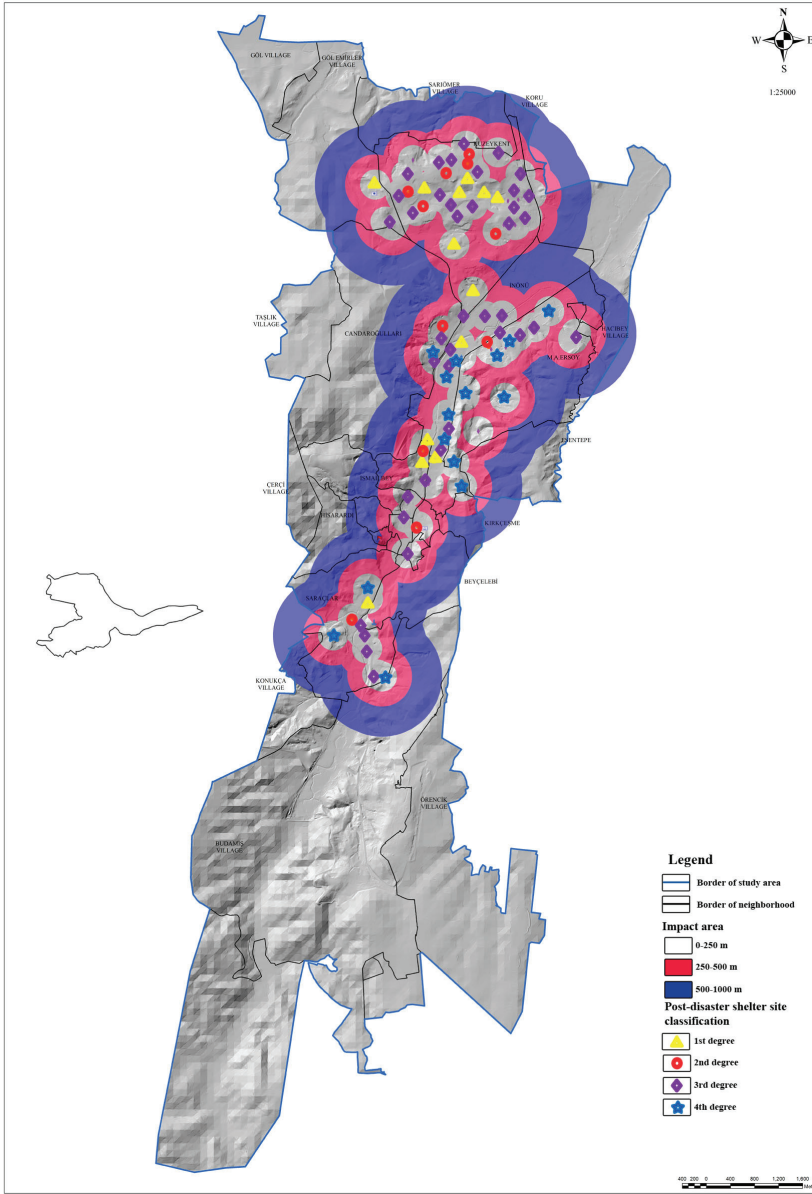 N
W E
S
1:25000
GÖL VILLAGE
GÖL EMİRLER
VILLAGE
SARIÖMER
VILLAGE
KORU
VILLAGE
KUZEYKENT
İNÖNÜ
TAŞLIK
VILLAGE
CANDAROĞULLARI
HACIBEY
VILLAGE
M.A.ERSOY
ESENTEPE
ÇERÇİ
VILLAGE
İSMAİLBEY
HİSARARDI
KIRKÇEŞME
BEYÇELEBİ
SARAÇLAR
KONUKÇA
VILLAGE
ÖRENCİK
VILLAGE
BUDAMIŞ
VILLAGE
Legend
Border of study area
Border of neighborhood
Impact area
0-250 m
250-500 m
500-1000 m
Post-disaster shelter site
classification
1st degree
2nd degree
3rd degree
4th degree
400 200 0 400 800 1,200 1,600